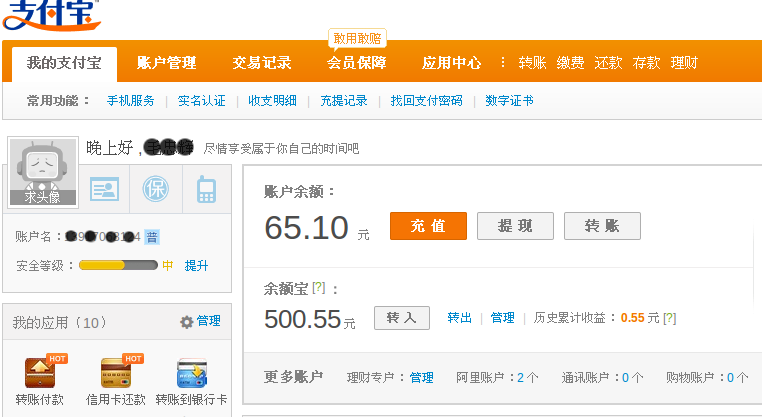 支付宝
敢用敢赔
我的支付宝 账户管理 交易记录 会员保障 应用中心 转账 缴费 还款 存款 理财
常用功能： 手机服务 | 实名认证 | 收支明细 | 充提记录 | 找回支付密码 | 数字证书
晚上好 , 尽情享受属于你自己的时间吧
求头像
保
账户名： 普
安全等级： 中 提升
账户余额：
65.10 元 充 值 提 现 转 账
余额宝 [?] ：
500.55 元 转 入 转出 | 管理 | 历史累计收益： 0.55 元 [?]
更多账户 理财专户：管理 阿里账户：2 个 通讯账户：0 个 购物账户：0 个
我的应用（10） 管理
HOT HOT
转账付款 信用卡还款 转账到银行卡